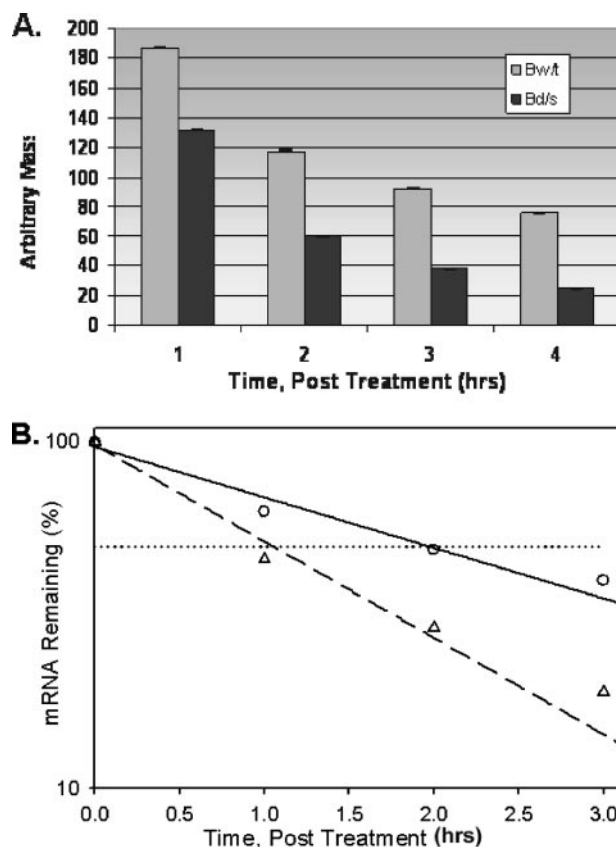 A.
200
180
160
140
120
100
80
60
40
20
0
Arbitrary Mass
Bw/t
Bd/s
1 2 3 4
Time, Post Treatment (hrs)
B.
100
10
mRNA Remaining (%)
0.0 0.5 1.0 1.5 2.0 2.5 3.0
Time, Post Treatment (hrs)